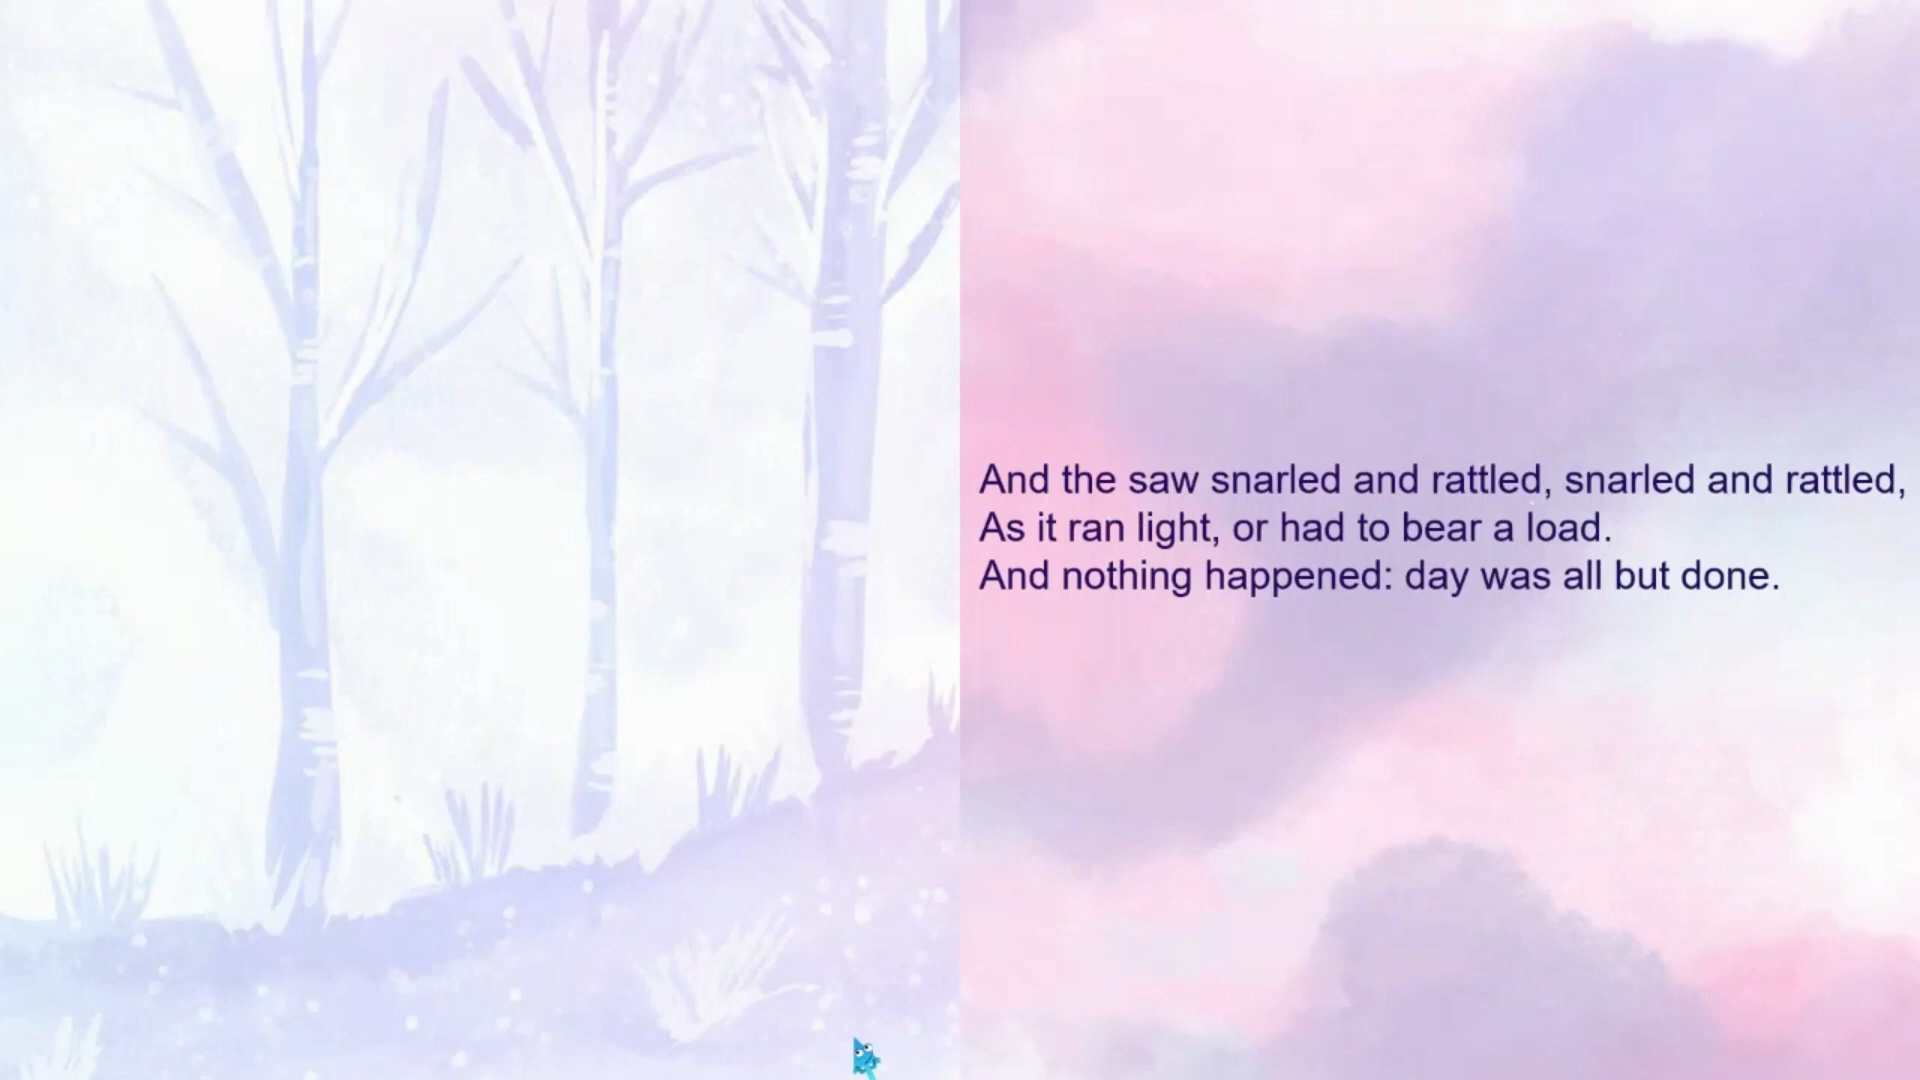 And the saw snarled and rattled, snarled and rattled,
As it ran light, or had to bear a load.
And nothing happened: day was all but done.